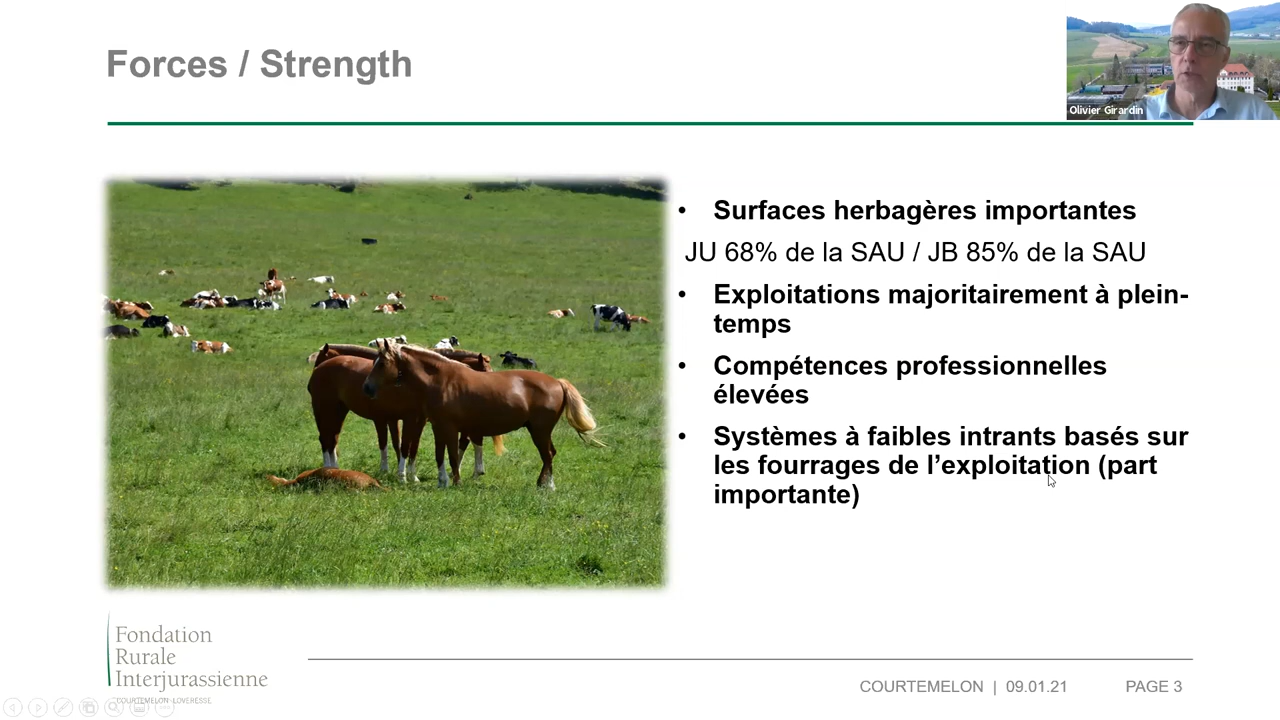 Forces / Strength
Olivier Girardin
• Surfaces herbagères importantes
JU 68% de la SAU / JB 85% de la SAU
• Exploitations majoritairement à plein-
temps
• Compétences professionnelles
élevées
• Systèmes à faibles intrants basés sur
les fourrages de l’exploitation (part
importante)
Fondation
Rurale
Interjurassienne
COURTEMELON-LOVERESSE
COURTEMELON | 09.01.21 PAGE 3